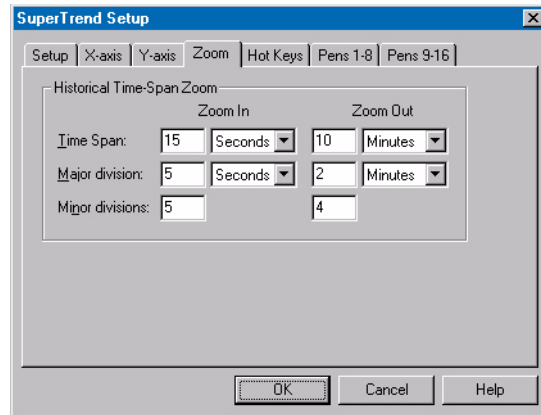 SuperTrend Setup
Setup X-axis Y-axis Zoom Hot Keys Pens 1-8 Pens 9-16
Historical Time-Span Zoom
Zoom In Zoom Out
Time Span: 15 Seconds 10 Minutes
Major division: 5 Seconds 2 Minutes
Minor divisions: 5 4
OK Cancel Help